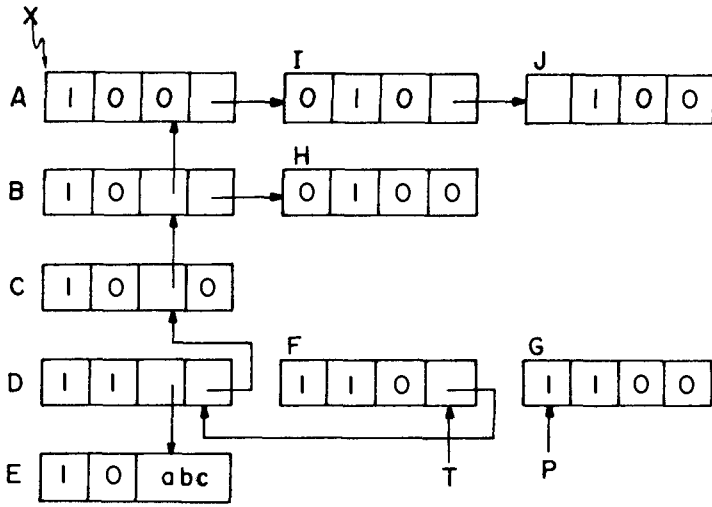 X
I J
A 1 0 0 0 1 0 1 0 0
H
B 1 0 0 1 0 0
C 1 0 0
F G
D 1 1 1 1 0 1 1 0 0
E 1 0 abc T P